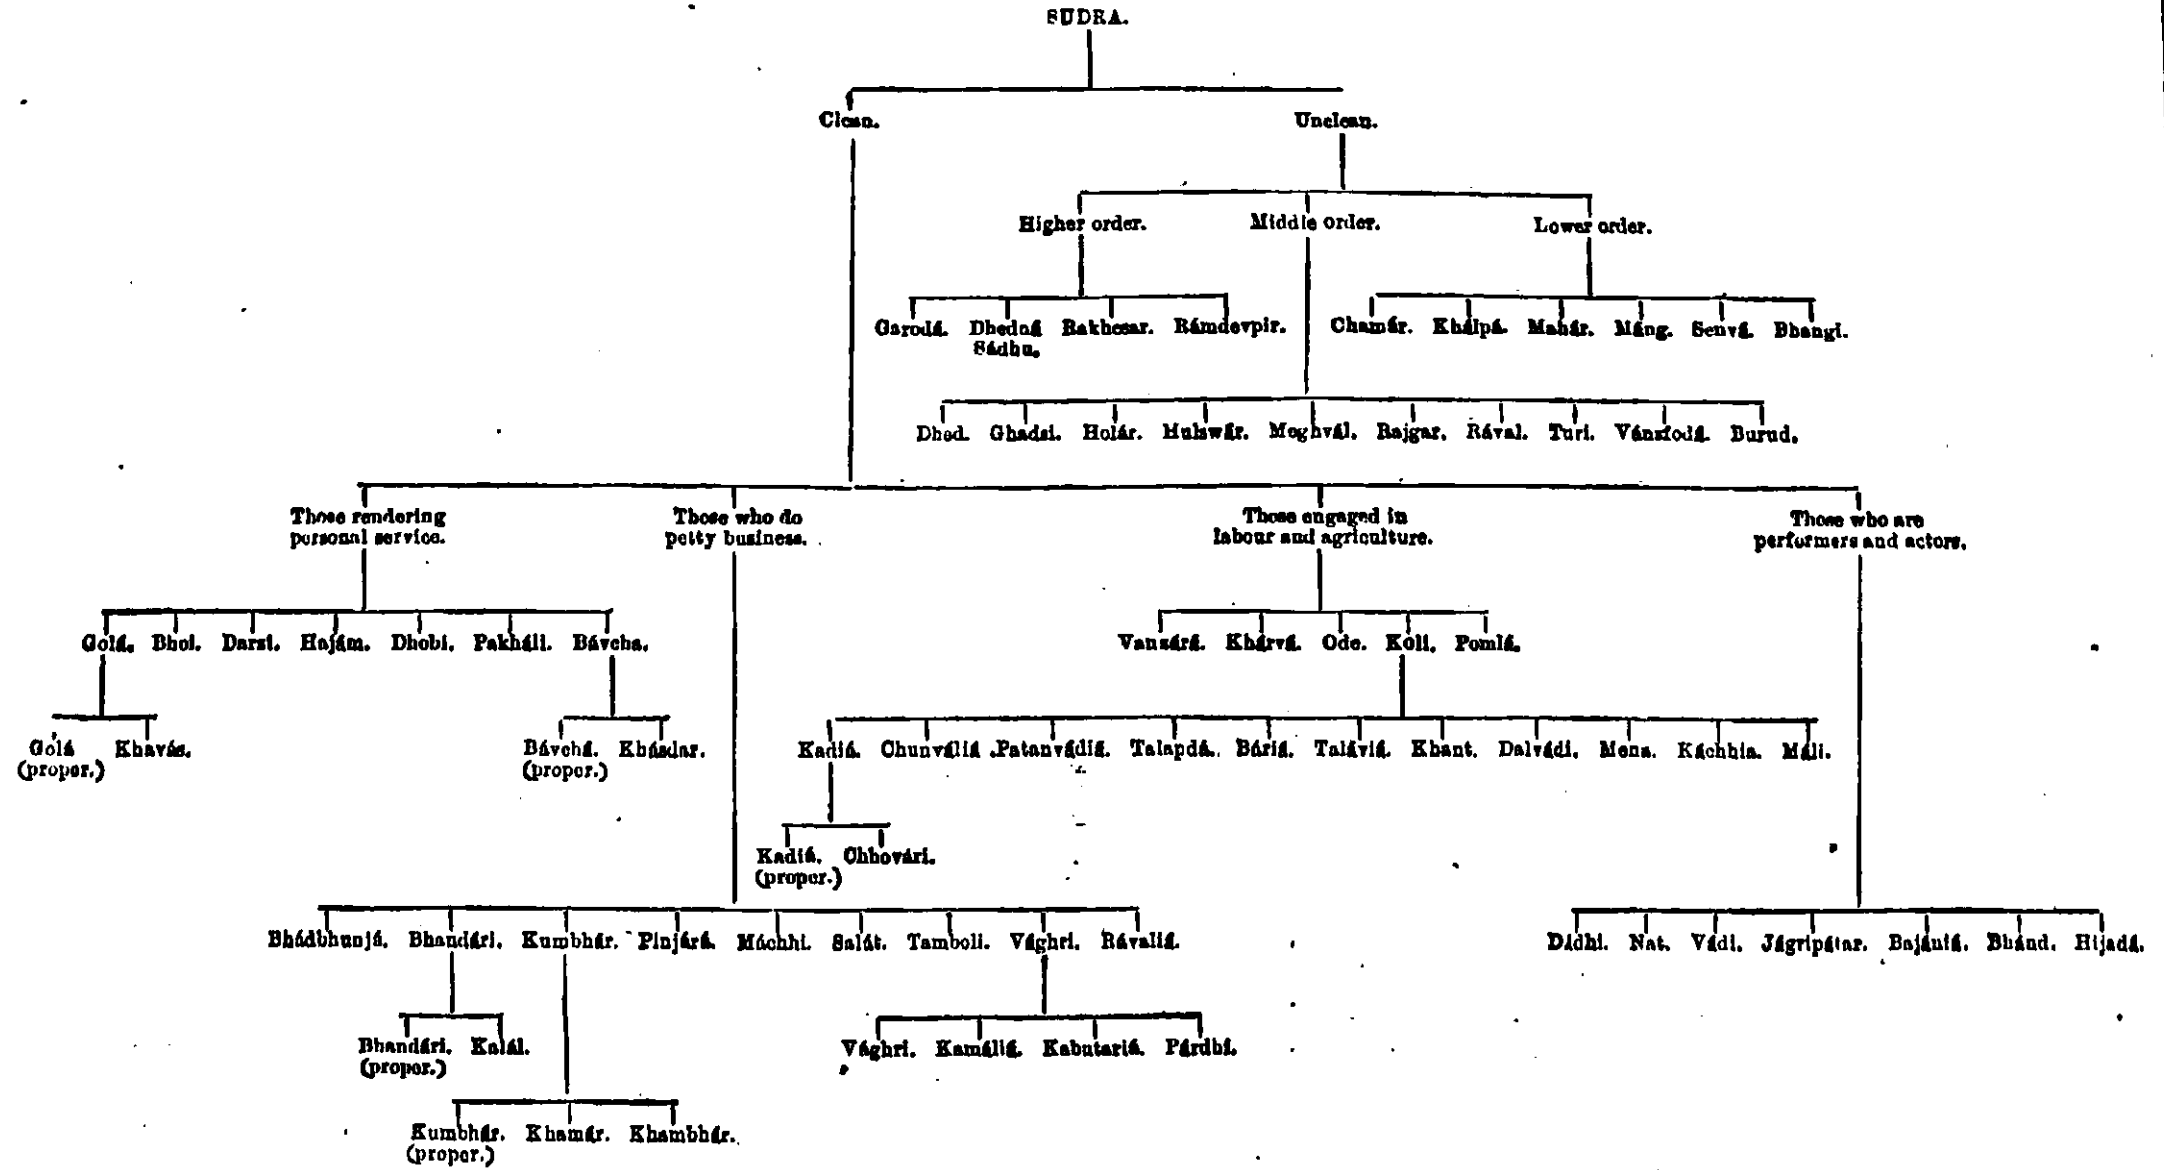 SUDRA.
Clean. Unclean.
Higher order. Middle order. Lower order.
Garodá. Dhedná Rakhesar. Rámdevpir. Chamár. Khálpá. Mahár. Máng. Senvá. Bhangi.
Sádhu.
Dhed. Ghadsi. Holár. Hulswár. Meghvál. Rajgar. Rával. Turi. Vánsfodá. Burud.
Those rendering
personal service.
Those who do
petty business.
Those engaged in
labour and agriculture.
Those who are
performers and actors.
Golá. Bhoi. Darzi. Hajám. Dhobi. Pakháli. Bávcha. Vanzárá. Khárvá. Ode. Koli. Pomlá.
Golá Khavás. Bávchá. Khásdar. Kadiá. Chunváliá Patanvádiá. Talapdá. Báriá. Taláviá. Khant. Dalvádi. Mena. Káchhia. Máli.
(proper.) (proper.)
Kadiá. Chhovári.
(proper.)
Bhádbhunjá. Bhandári. Kumbhár. Pinjárá. Máchhi. Salát. Tamboli. Vághri. Rávaliá. Dádhi. Nat. Vádi. Jágripátar. Bajániá. Bhánd. Hijadá.
Bhandári. Kalál. Vághri. Kamáliá. Kabutariá. Párdhi.
(proper.)
Kumbhár. Khamár. Khambhár.
(proper.)